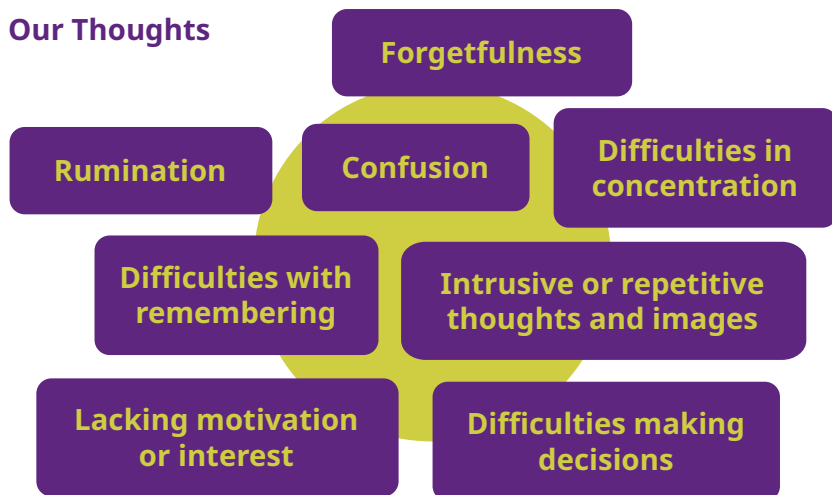 Our Thoughts
Forgetfulness
Rumination
Confusion
Difficulties in
concentration
Difficulties with
remembering
Intrusive or repetitive
thoughts and images
Lacking motivation
or interest
Difficulties making
decisions